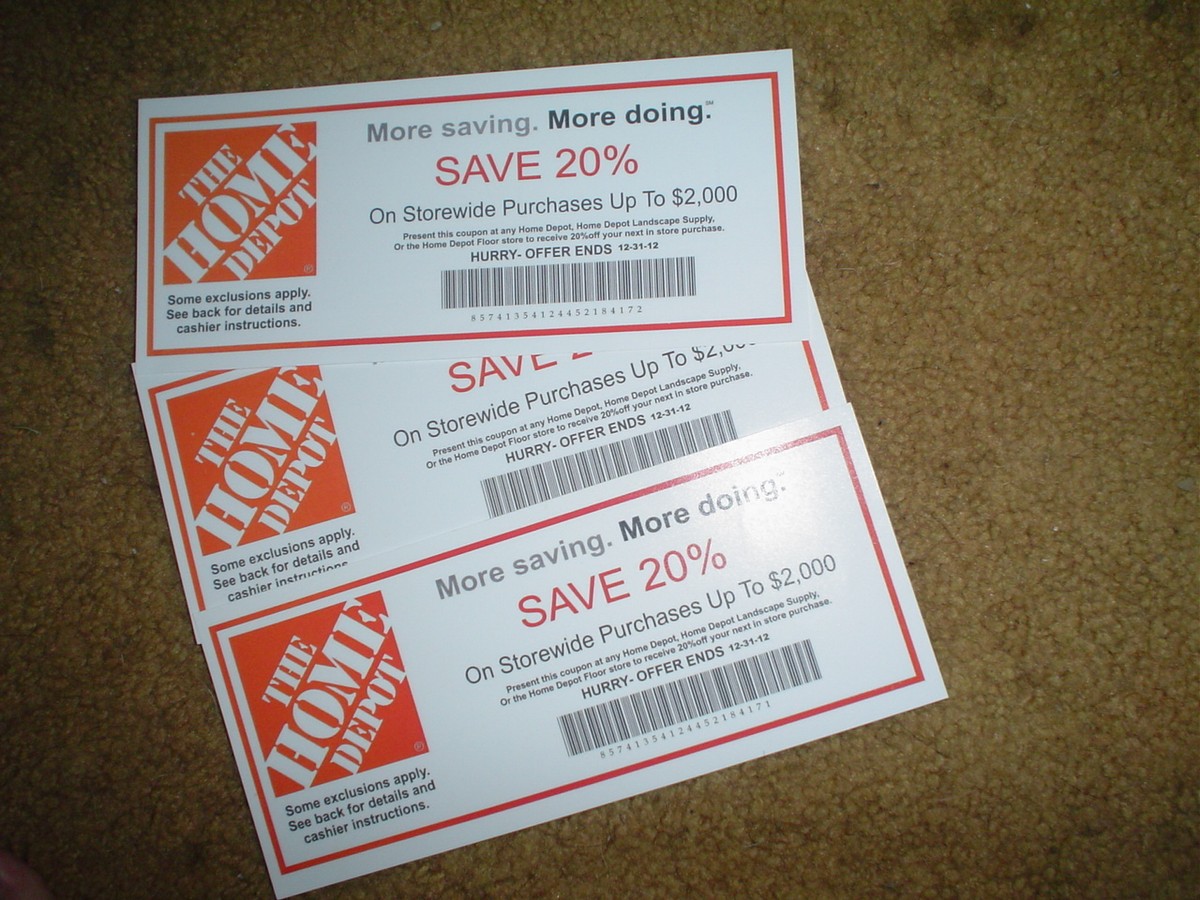 THE
HOME
DEPOT
®
Some exclusions apply.
See back for details and
cashier instructions.
More saving. More doing.℠
SAVE 20%
On Storewide Purchases Up To $2,000
Present this coupon at any Home Depot, Home Depot Landscape Supply,
Or the Home Depot Floor store to receive 20%off your next in store purchase.
HURRY- OFFER ENDS 12-31-12
85741354124452184172
THE
HOME
DEPOT
®
Some exclusions apply.
See back for details and
cashier instructions
SAVE 2
On Storewide Purchases Up To $2,000
Present this coupon at any Home Depot, Home Depot Landscape Supply,
Or the Home Depot Floor store to receive 20%off your next in store purchase.
HURRY- OFFER ENDS 12-31-12
THE
HOME
DEPOT
®
Some exclusions apply.
See back for details and
cashier instructions.
More saving. More doing.℠
SAVE 20%
On Storewide Purchases Up To $2,000
Present this coupon at any Home Depot, Home Depot Landscape Supply,
Or the Home Depot Floor store to receive 20%off your next in store purchase.
HURRY- OFFER ENDS 12-31-12
85741354124452184171